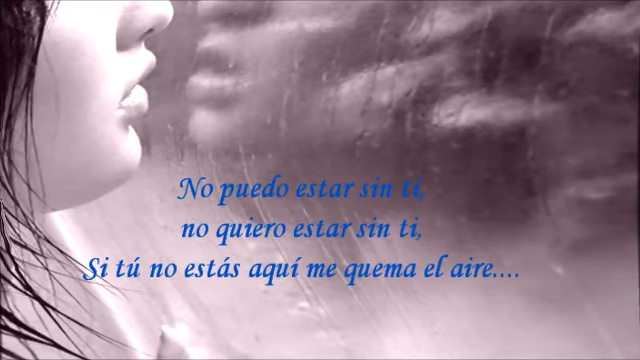 No puedo estar sin ti,
no quiero estar sin ti,
Si tú no estás aquí me quema el aire....